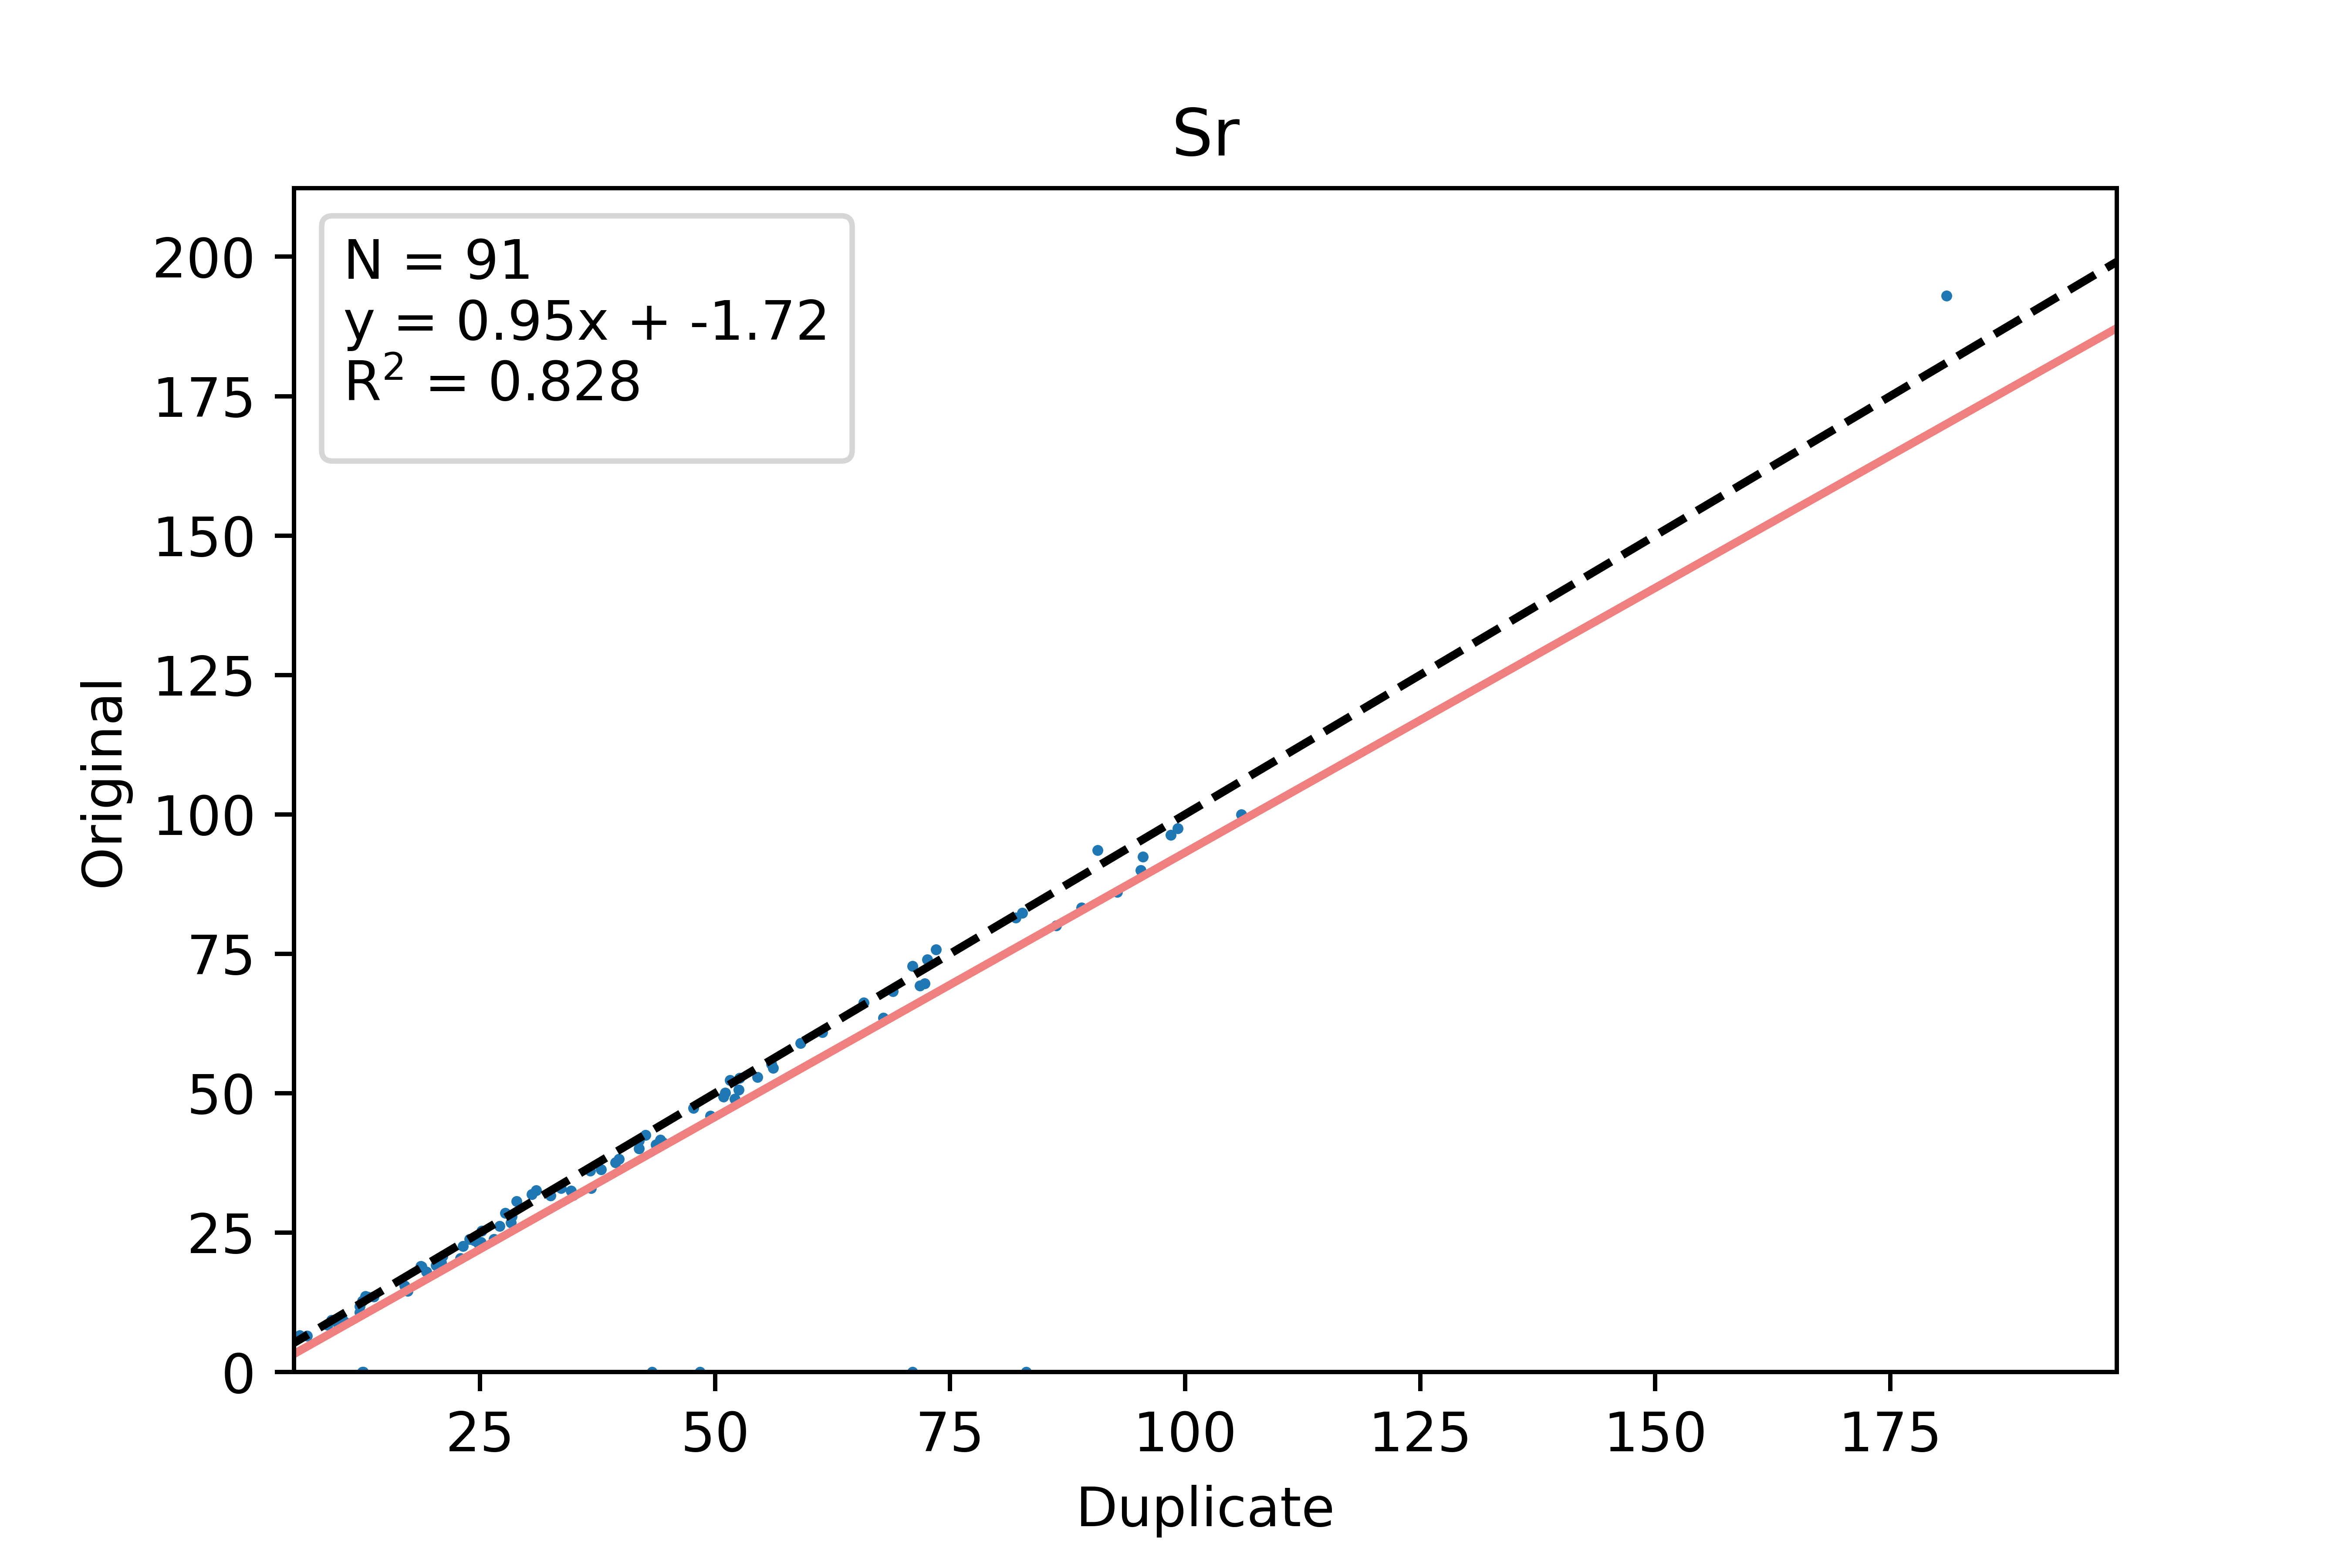 Sr
N = 91
y = 0.95x + -1.72
R² = 0.828
200
175
150
125
100
75
50
25
0
Original
25 50 75 100 125 150 175
Duplicate